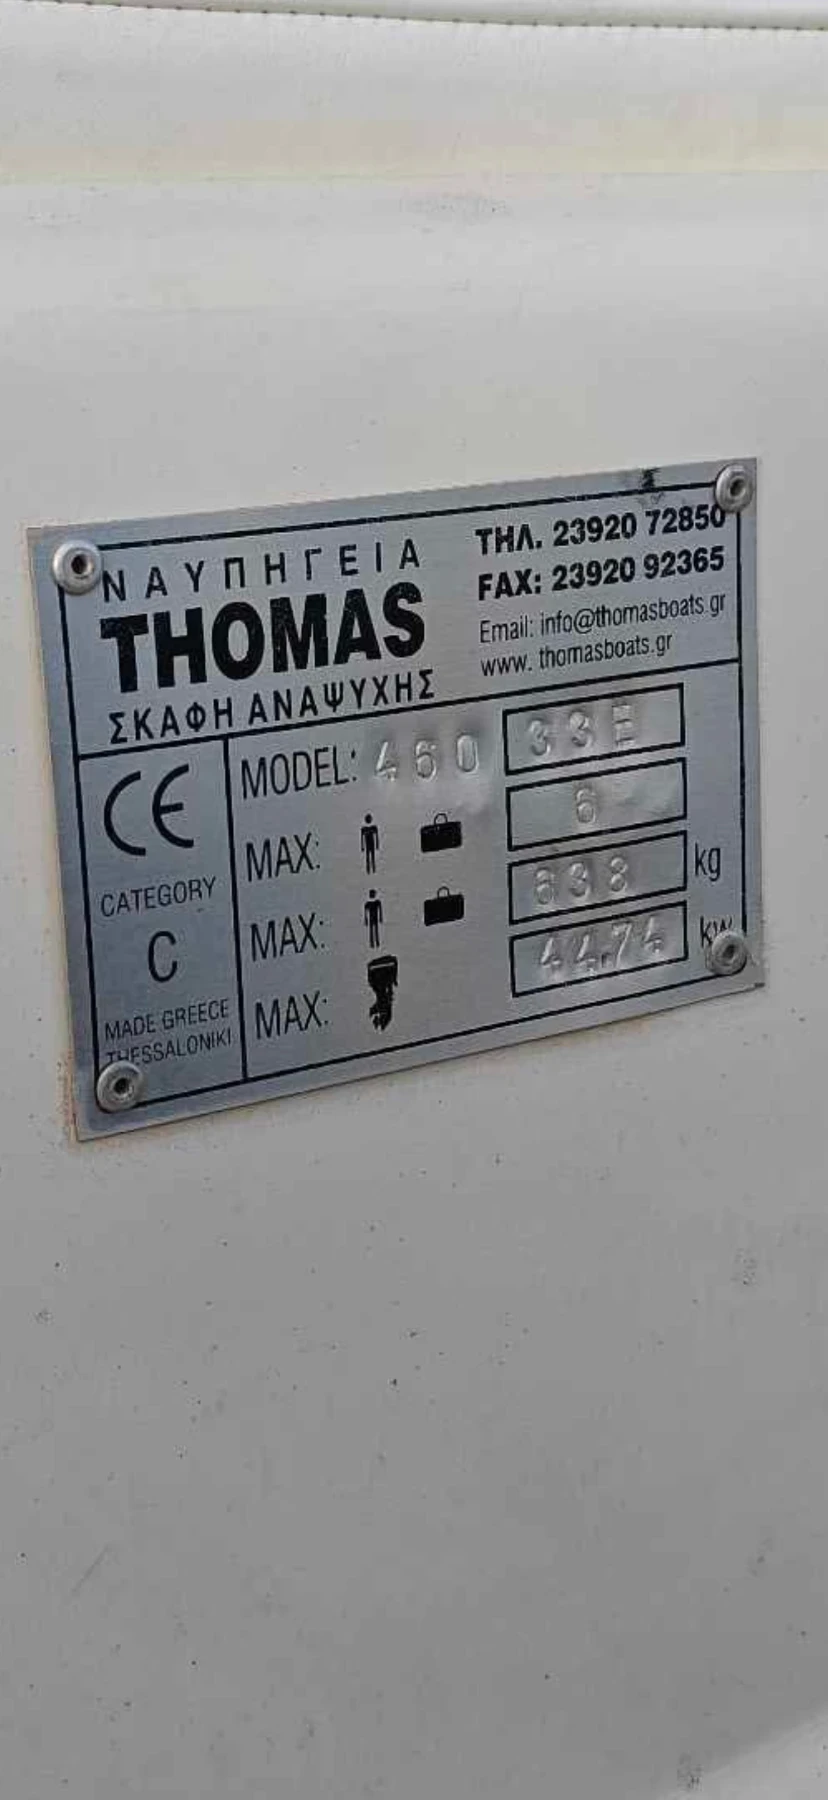 ΝΑΥΠΗΓΕΙΑ
THOMAS
ΣΚΑΦΗ ΑΝΑΨΥΧΗΣ
ΤΗΛ. 23920 72850
FAX: 23920 92365
Email: info@thomasboats.gr
www. thomasboats.gr
CE
CATEGORY
C
MADE GREECE
THESSALONIKI
MODEL: 460
MAX: 6
MAX: 638 kg
MAX: 44.74 kw